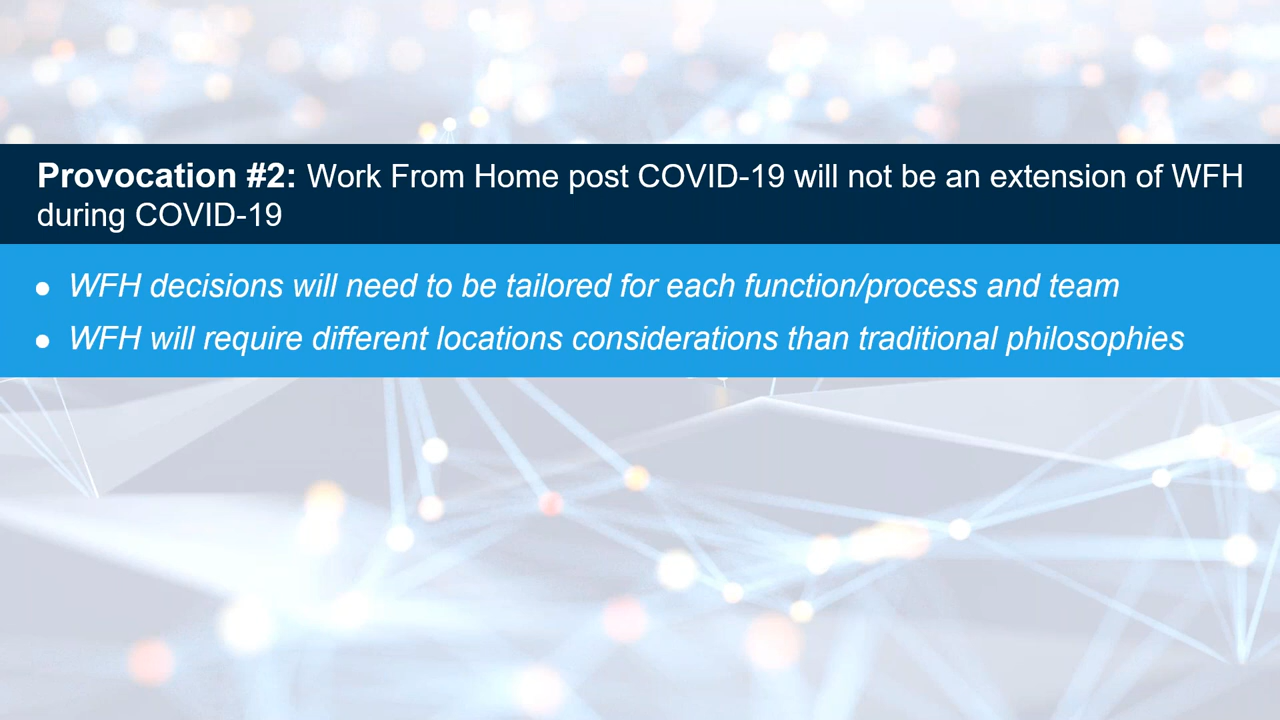 Provocation #2: Work From Home post COVID-19 will not be an extension of WFH
during COVID-19
● WFH decisions will need to be tailored for each function/process and team
● WFH will require different locations considerations than traditional philosophies